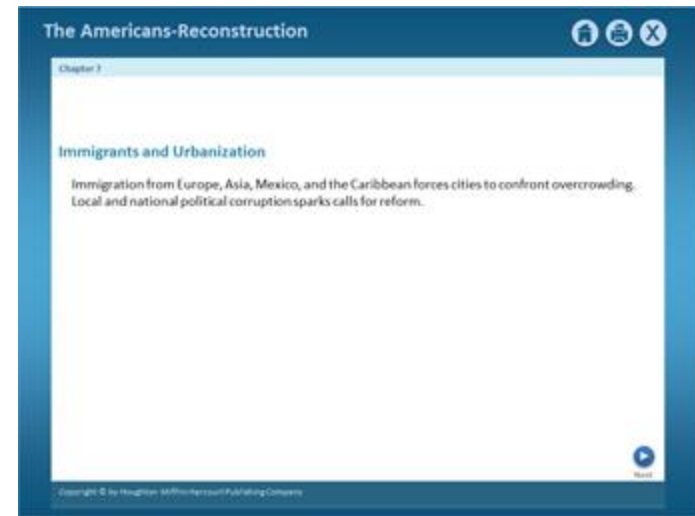 The Americans-Reconstruction
Chapter 7
Immigrants and Urbanization
Immigration from Europe, Asia, Mexico, and the Caribbean forces cities to confront overcrowding.
Local and national political corruption sparks calls for reform.
Next
Copyright © by Houghton Mifflin Harcourt Publishing Company